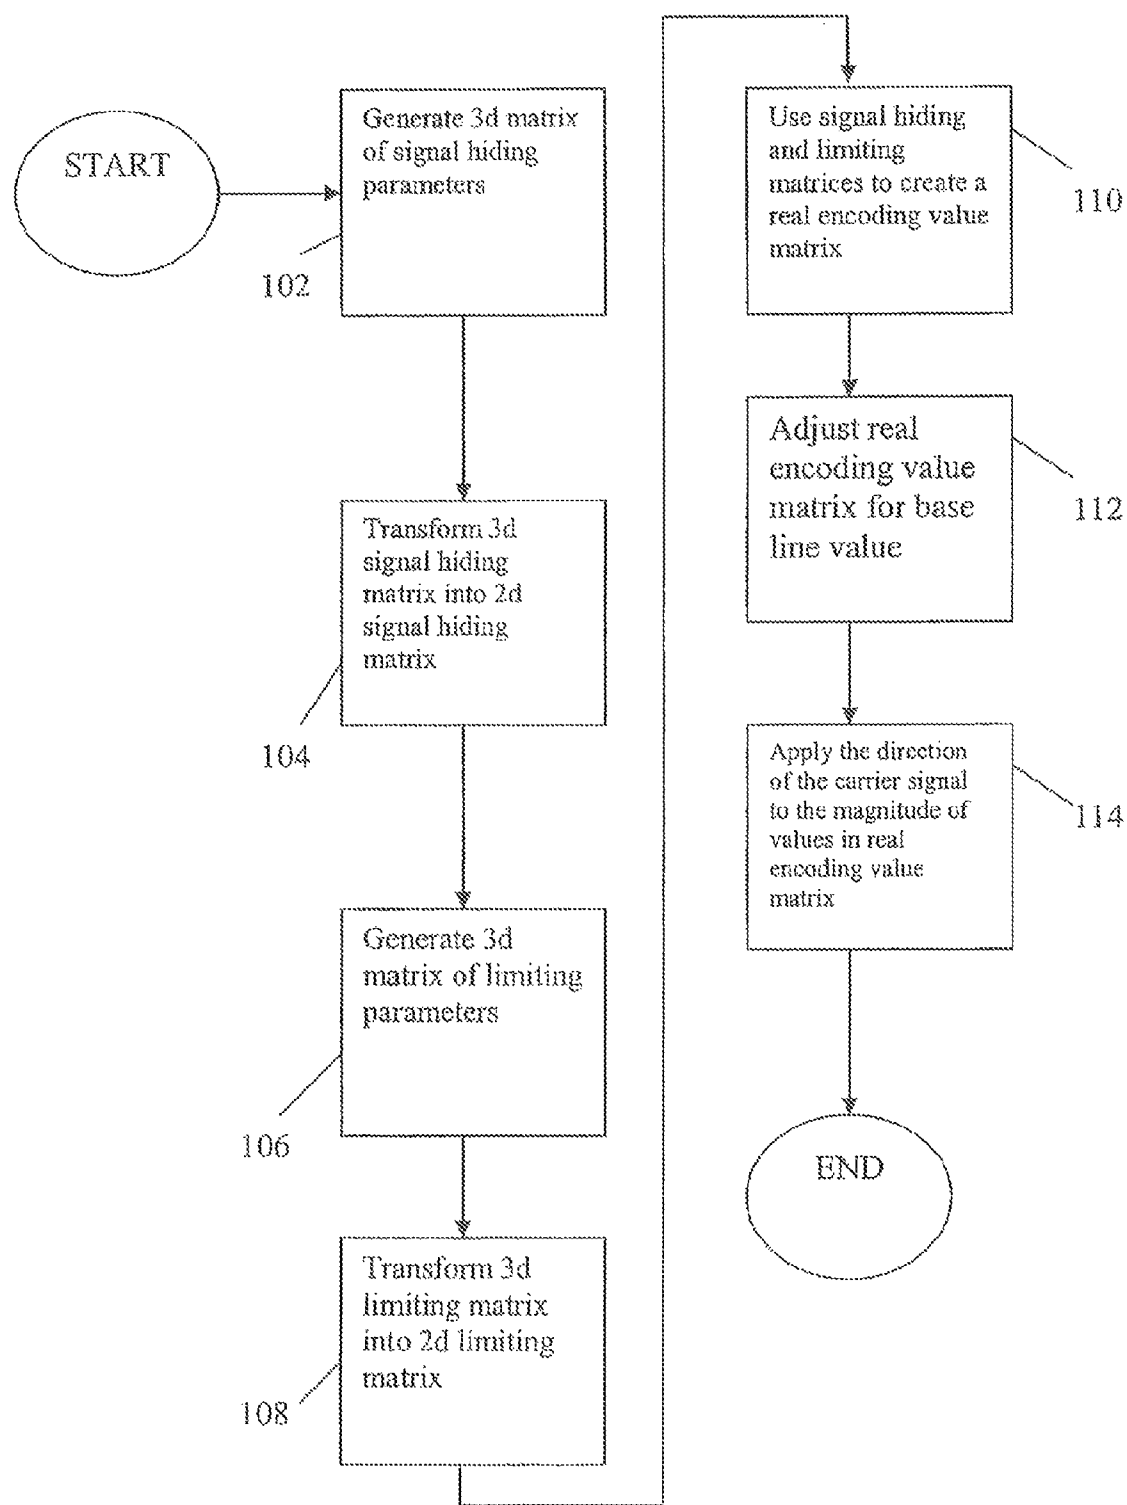 START
Generate 3d matrix
of signal hiding
parameters
102
Transform 3d
signal hiding
matrix into 2d
signal hiding
matrix
104
Generate 3d
matrix of limiting
parameters
106
Transform 3d
limiting matrix
into 2d limiting
matrix
108
Use signal hiding
and limiting
matrices to create a
real encoding value
matrix
110
Adjust real
encoding value
matrix for base
line value
112
Apply the direction
of the carrier signal
to the magnitude of
values in real
encoding value
matrix
114
END